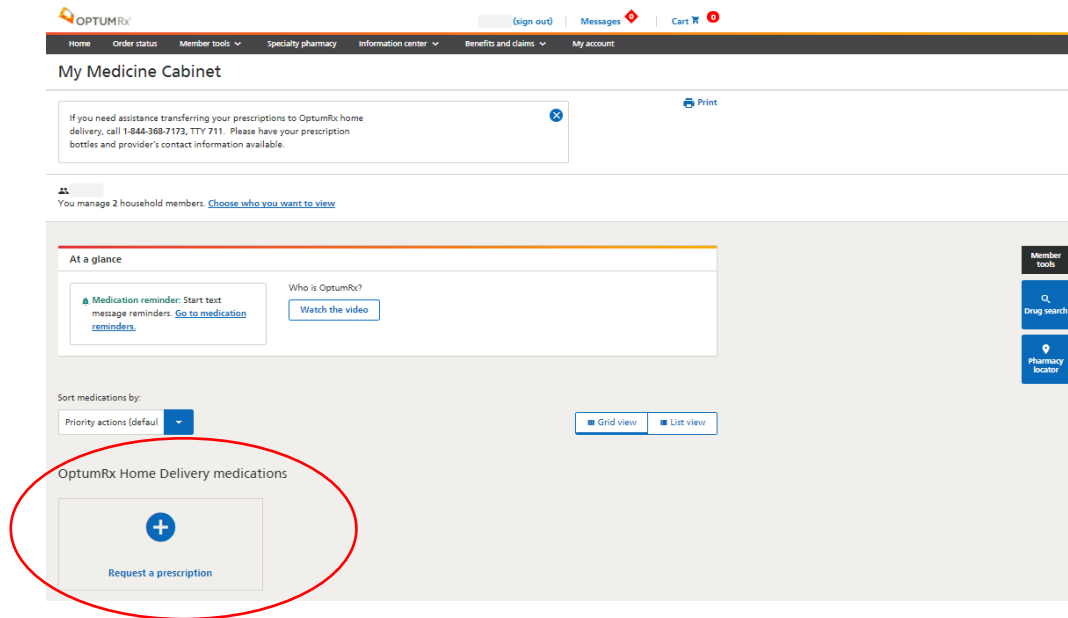 OPTUMRx®
(sign out) Messages 0 Cart 0
Home Order status Member tools Specialty pharmacy Information center Benefits and claims My account
My Medicine Cabinet
Print
If you need assistance transferring your prescriptions to OptumRx home
delivery, call 1-844-368-7173, TTY 711. Please have your prescription
bottles and provider's contact information available.
You manage 2 household members. Choose who you want to view
At a glance
Medication reminder: Start text
message reminders. Go to medication
reminders.
Who is OptumRx?
Watch the video
Member
tools
Drug search
Pharmacy
locator
Sort medications by:
Priority actions (defaul
Grid view List view
OptumRx Home Delivery medications
Request a prescription